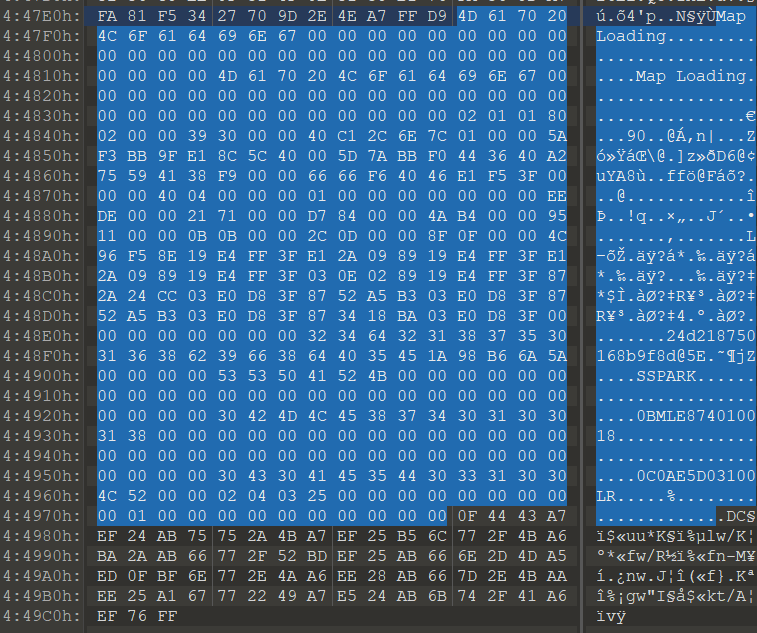 4:47E0h: FA 81 F5 34 27 70 9D 2E 4E A7 FF D9 4D 61 70 20 ú.õ4'p..N§ÿÙMap
4:47F0h: 4C 6F 61 64 69 6E 67 00 00 00 00 00 00 00 00 00 Loading.........
4:4800h: 00 00 00 00 00 00 00 00 00 00 00 00 00 00 00 00 ................
4:4810h: 00 00 00 00 4D 61 70 20 4C 6F 61 64 69 6E 67 00 ....Map Loading.
4:4820h: 00 00 00 00 00 00 00 00 00 00 00 00 00 00 00 00 ................
4:4830h: 00 00 00 00 00 00 00 00 00 00 00 00 02 01 01 80 ...............€
4:4840h: 02 00 00 39 30 00 00 40 C1 2C 6E 7C 01 00 00 5A ...90..@Á,n|...Z
4:4850h: F3 BB 9F E1 8C 5C 40 00 5D 7A BB F0 44 36 40 A2 ó»ŸáŒ\@.]z»ðD6@¢
4:4860h: 75 59 41 38 F9 00 00 66 66 F6 40 46 E1 F5 3F 00 uYA8ù..ffö@Fáõ?.
4:4870h: 00 00 40 04 00 00 00 01 00 00 00 00 00 00 00 EE ..@............î
4:4880h: DE 00 00 21 71 00 00 D7 84 00 00 4A B4 00 00 95 Þ..!q..×„..J´..•
4:4890h: 11 00 00 0B 0B 00 00 2C 0D 00 00 8F 0F 00 00 4C .......,.......L
4:48A0h: 96 F5 8E 19 E4 FF 3F E1 2A 09 89 19 E4 FF 3F E1 –õŽ.äÿ?á*.‰.äÿ?á
4:48B0h: 2A 09 89 19 E4 FF 3F 03 0E 02 89 19 E4 FF 3F 87 *.‰.äÿ?...‰.äÿ?‡
4:48C0h: 2A 24 CC 03 E0 D8 3F 87 52 A5 B3 03 E0 D8 3F 87 *$Ì.àØ?‡R¥³.àØ?‡
4:48D0h: 52 A5 B3 03 E0 D8 3F 87 34 18 BA 03 E0 D8 3F 00 R¥³.àØ?‡4.º.àØ?.
4:48E0h: 00 00 00 00 00 00 00 32 34 64 32 31 38 37 35 30 .......24d218750
4:48F0h: 31 36 38 62 39 66 38 64 40 35 45 1A 98 B6 6A 5A 168b9f8d@5E.˜¶jZ
4:4900h: 00 00 00 00 53 53 50 41 52 4B 00 00 00 00 00 00 ....SSPARK......
4:4910h: 00 00 00 00 00 00 00 00 00 00 00 00 00 00 00 00 ................
4:4920h: 00 00 00 00 30 42 4D 4C 45 38 37 34 30 31 30 30 ....0BMLE8740100
4:4930h: 31 38 00 00 00 00 00 00 00 00 00 00 00 00 00 00 18..............
4:4940h: 00 00 00 00 00 00 00 00 00 00 00 00 00 00 00 00 ................
4:4950h: 00 00 00 00 30 43 30 41 45 35 44 30 33 31 30 30 ....0C0AE5D03100
4:4960h: 4C 52 00 00 00 02 04 03 25 00 00 00 00 00 00 00 LR......%.......
4:4970h: 00 01 00 00 00 00 00 00 00 00 00 00 0F 44 43 A7 .............DC§
4:4980h: EF 24 AB 75 75 2A 4B A7 EF 25 B5 6C 77 2F 4B A6 ï$«uu*K§ï%µlw/K¦
4:4990h: BA 2A AB 66 77 2F 52 BD EF 25 AB 66 6E 2D 4D A5 º*«fw/R½ï%«fn-M¥
4:49A0h: ED 0F BF 6E 77 2E 4A A6 EE 28 AB 66 7D 2E 4B AA í.¿nw.J¦î(«f}.Kª
4:49B0h: EE 25 A1 67 77 22 49 A7 E5 24 AB 6B 74 2F 41 A6 î%¡gw"I§å$«kt/A¦
4:49C0h: EF 76 FF ïvÿ